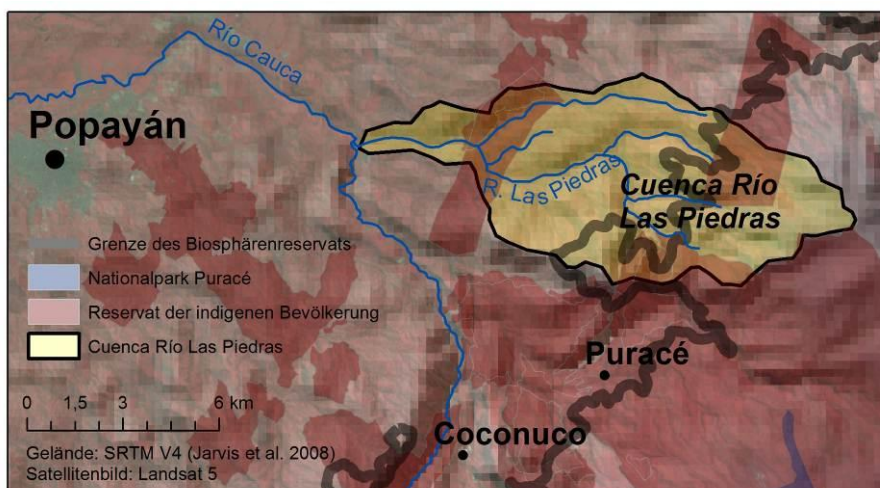 Río Cauca
Popayán
R. Las Piedras
Cuenca Río
Las Piedras
Grenze des Biosphärenreservats
Nationalpark Puracé
Reservat der indigenen Bevölkerung
Cuenca Río Las Piedras
0 1,5 3 6 km
Puracé
Coconuco
Gelände: SRTM V4 (Jarvis et al. 2008)
Satellitenbild: Landsat 5